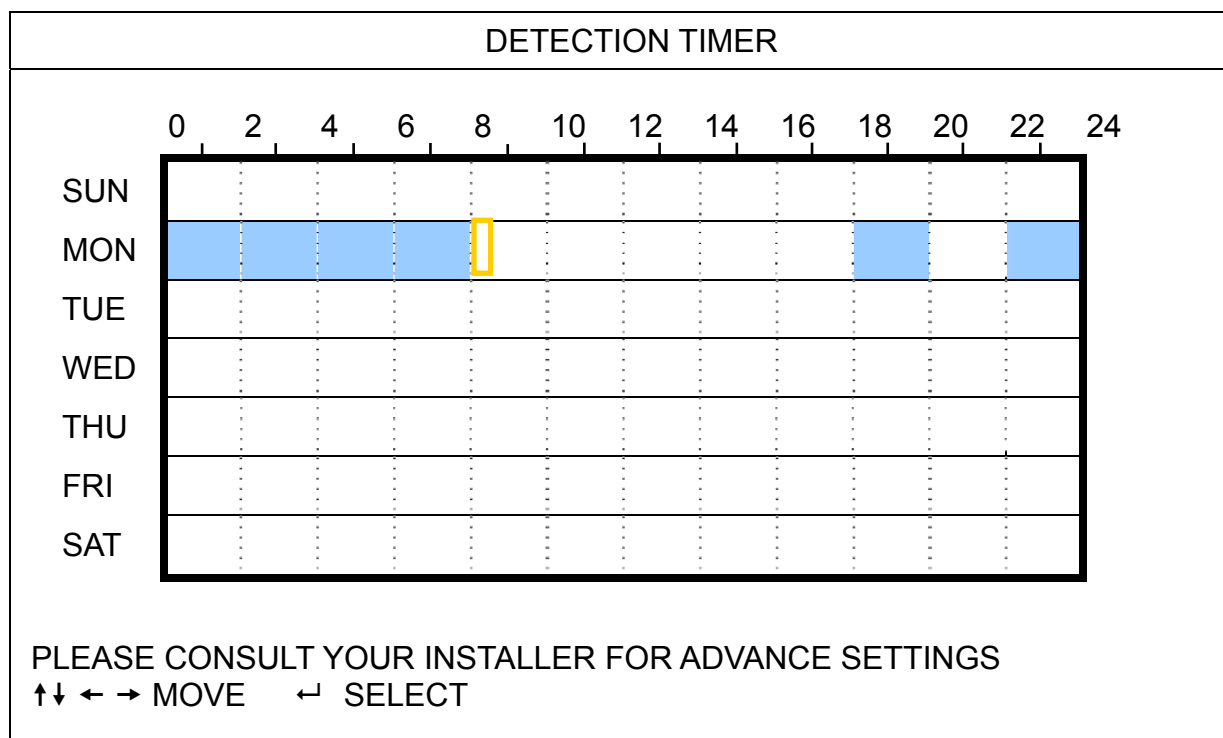 DETECTION TIMER
0 2 4 6 8 10 12 14 16 18 20 22 24
SUN
MON
TUE
WED
THU
FRI
SAT
PLEASE CONSULT YOUR INSTALLER FOR ADVANCE SETTINGS
↑↓ ← → MOVE ↵ SELECT